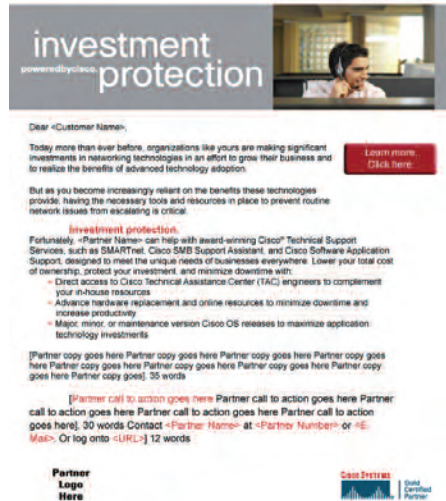 investment
poweredbycisco.
protection
Dear <Customer Name>,
Today more than ever before, organizations like yours are making significant
investments in networking technologies in an effort to grow their business and
to realize the benefits of advanced technology adoption.
Learn more.
Click here.
But as you become increasingly reliant on the benefits these technologies
provide, having the necessary tools and resources in place to prevent routine
network issues from escalating is critical.
Investment protection.
Fortunately, <Partner Name> can help with award-winning Cisco® Technical Support
Services, such as SMARTnet, Cisco SMB Support Assistant, and Cisco Software Application
Support, designed to meet the unique needs of businesses everywhere. Lower your total cost
of ownership, protect your investment, and minimize downtime with:
Direct access to Cisco Technical Assistance Center (TAC) engineers to complement
your in-house resources
Advance hardware replacement and online resources to minimize downtime and
increase productivity
Major, minor, or maintenance version Cisco OS releases to maximize application
technology investments
[Partner copy goes here Partner copy goes here Partner copy goes here Partner copy goes
here Partner copy goes here Partner copy goes here Partner copy goes here Partner copy
goes here Partner copy goes here]. 35 words
[Partner call to action goes here Partner call to action goes here Partner
call to action goes here Partner call to action goes here Partner call to action
goes here]. 30 words Contact <Partner Name> at <Partner Number> or <E-
Mail>. Or log onto <URL>] 12 words
Partner
Logo
Here
Cisco Systems
Gold
Certified
Partner